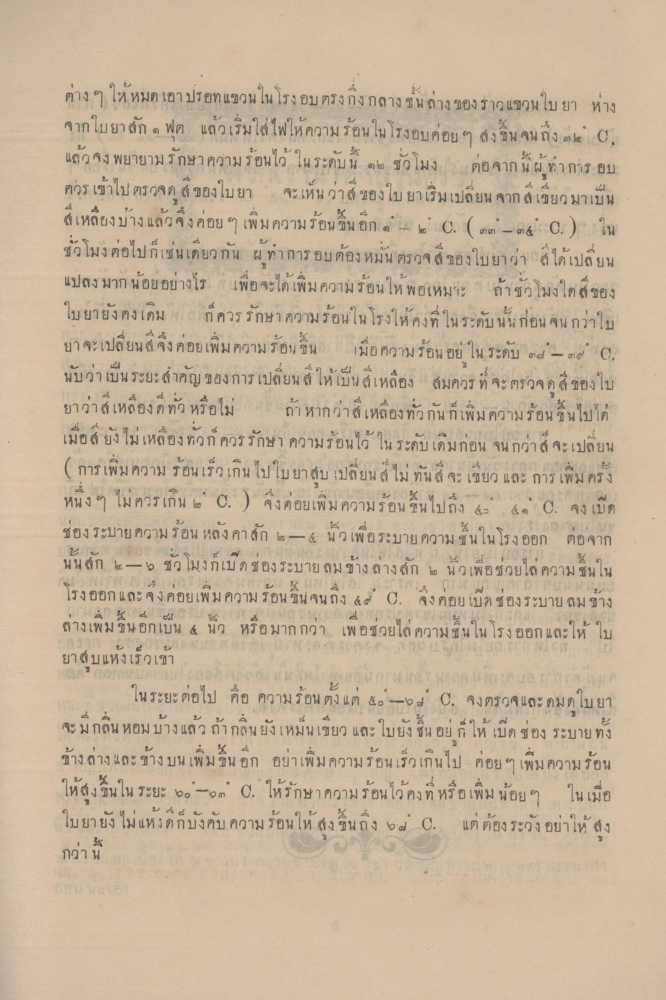 ต่าง ๆ ให้หมดเอาปรอทแขวนในโรงอบตรงกึ่งกลางชั้นล่างของราวแขวนใบยา ห่าง
จากใบยาสัก ๑ ฟุต แล้วเริ่มใส่ไฟให้ความร้อนในโรงอบค่อย ๆ สงขึ้นจนถึง ๓๒° C.
แล้วจงพยายามรักษาความร้อนไว้ในระดับนี้ ๑๒ ชั่วโมง ต่อจากนี้ผู้ทำการอบ
ควรเข้าไปตรวจดูสีของใบยา จะเห็นว่าสีของใบยาเริ่มเปลี่ยนจากสีเขียวมาเป็น
สีเหลืองบ้างแล้วจึงค่อย ๆ เพิ่มความร้อนขึ้นอีก ๑° — ๒° C. ( ๓๓° — ๓๔° C. ) ใน
ชั่วโมงต่อไปก็เช่นเดียวกัน ผู้ทำการอบต้องหมั่นตรวจสีของใบยาว่า สีได้เปลี่ยน
แปลงมากน้อยอย่างไร เพื่อจะได้เพิ่มความร้อนให้พอเหมาะ ถ้าชั่วโมงใดสีของ
ใบยายังคงเดิม ก็ควรรักษาความร้อนในโรงให้คงที่ในระดับนั้นก่อนจนกว่าใบ
ยาจะเปลี่ยนสีจึงค่อยเพิ่มความร้อนขึ้น เมื่อความร้อนอยู่ในระดับ ๓๘° — ๓๙° C.
นับว่าเป็นระยะสำคัญของการเปลี่ยนสีให้เป็นสีเหลือง สมควรที่จะตรวจดูสีของใบ
ยาว่าสีเหลืองดีทั่วหรือไม่ ถ้าหากว่าสีเหลืองทั่วกันก็เพิ่มความร้อนขึ้นไปได้
เมื่อสียังไม่เหลืองทั่วก็ควรรักษาความร้อนไว้ในระดับเดิมก่อน จนกว่าสีจะเปลี่ยน
( การเพิ่มความร้อนเร็วเกินไปใบยาสูบเปลี่ยนสีไม่ทันสีจะเขียว และการเพิ่มครั้ง
หนึ่ง ๆ ไม่ควรเกิน ๒° C. ) จึงค่อยเพิ่มความร้อนขึ้นไปถึง ๔๐° ๔๑° C. จงเบีด
ช่องระบายความร้อนหลังคาสัก ๒ — ๔ นิ้วเพื่อระบายความชื้นในโรงออก ต่อจาก
นั้นสัก ๒ — ๖ ชั่วโมงก็เบีดช่องระบายลมข้างล่างสัก ๒ นิ้วเพื่อช่วยไล่ความชื้นใน
โรงออกและจึงค่อยเพิ่มความร้อนขึ้นจนถึง ๔๙° C. จึงค่อยเบีดช่องระบายลมข้าง
ล่างเพิ่มขึ้นอีกเป็น ๔ นิ้ว หรือมากกว่า เพื่อช่วยไล่ความชื้นในโรงออกและให้ใบ
ยาสูบแห้งเร็วเข้า
ในระยะต่อไป คือ ความร้อนตั้งแต่ ๕๐° — ๖๘° C. จงตรวจและดมดูใบยา
จะมีกลิ่นหอมบ้างแล้ว ถ้ากลิ่นยังเหม็นเขียว และใบยังชื้นอยู่ก็ให้เบีดช่องระบายทั้ง
ข้างล่างและข้างบนเพิ่มขึ้นอีก อย่าเพิ่มความร้อนเร็วเกินไป ค่อย ๆ เพิ่มความร้อน
ให้สูงขึ้นในระยะ ๖๐° — ๖๓° C. ให้รักษาความร้อนไว้คงที่หรือเพิ่มน้อย ๆ ในเมื่อ
ใบยายังไม่แห้งดีก็บังคับความร้อนให้สูงขึ้นถึง ๖๘° C. แต่ต้องระวังอย่าให้สูง
กว่านี้